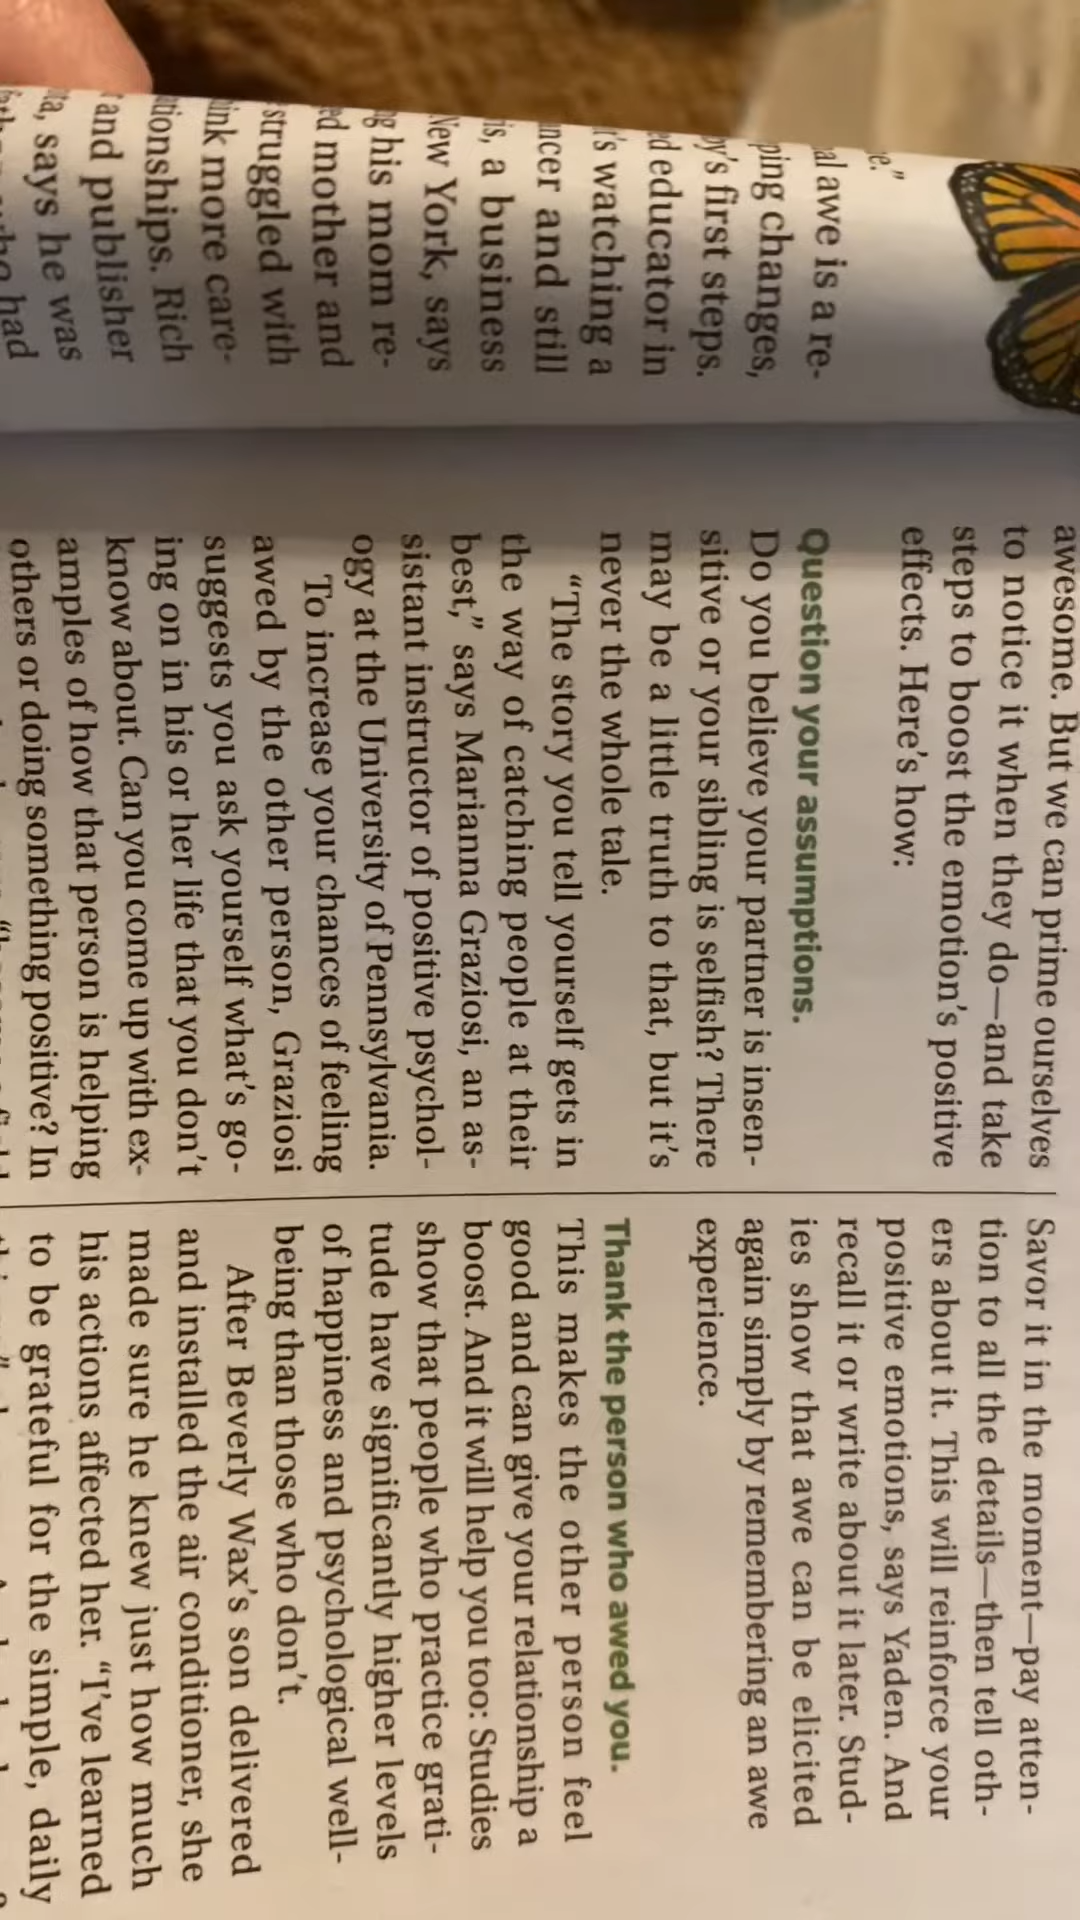 e."
al awe is a re-
ping changes,
y's first steps.
ed educator in
t's watching a
ncer and still
is, a business
New York, says
ng his mom re-
ed mother and
struggled with
ink more care-
tionships. Rich
and publisher
ta, says he was
who had
awesome. But we can prime ourselves
to notice it when they do—and take
steps to boost the emotion's positive
effects. Here's how:
Question your assumptions.
Do you believe your partner is insen-
sitive or your sibling is selfish? There
may be a little truth to that, but it's
never the whole tale.
"The story you tell yourself gets in
the way of catching people at their
best," says Marianna Graziosi, an as-
sistant instructor of positive psychol-
ogy at the University of Pennsylvania.
To increase your chances of feeling
awed by the other person, Graziosi
suggests you ask yourself what's go-
ing on in his or her life that you don't
know about. Can you come up with ex-
amples of how that person is helping
others or doing something positive? In
Savor it in the moment—pay atten-
tion to all the details—then tell oth-
ers about it. This will reinforce your
positive emotions, says Yaden. And
recall it or write about it later. Stud-
ies show that awe can be elicited
again simply by remembering an awe
experience.
Thank the person who awed you.
This makes the other person feel
good and can give your relationship a
boost. And it will help you too: Studies
show that people who practice grati-
tude have significantly higher levels
of happiness and psychological well-
being than those who don't.
After Beverly Wax's son delivered
and installed the air conditioner, she
made sure he knew just how much
his actions affected her. "I've learned
to be grateful for the simple, daily